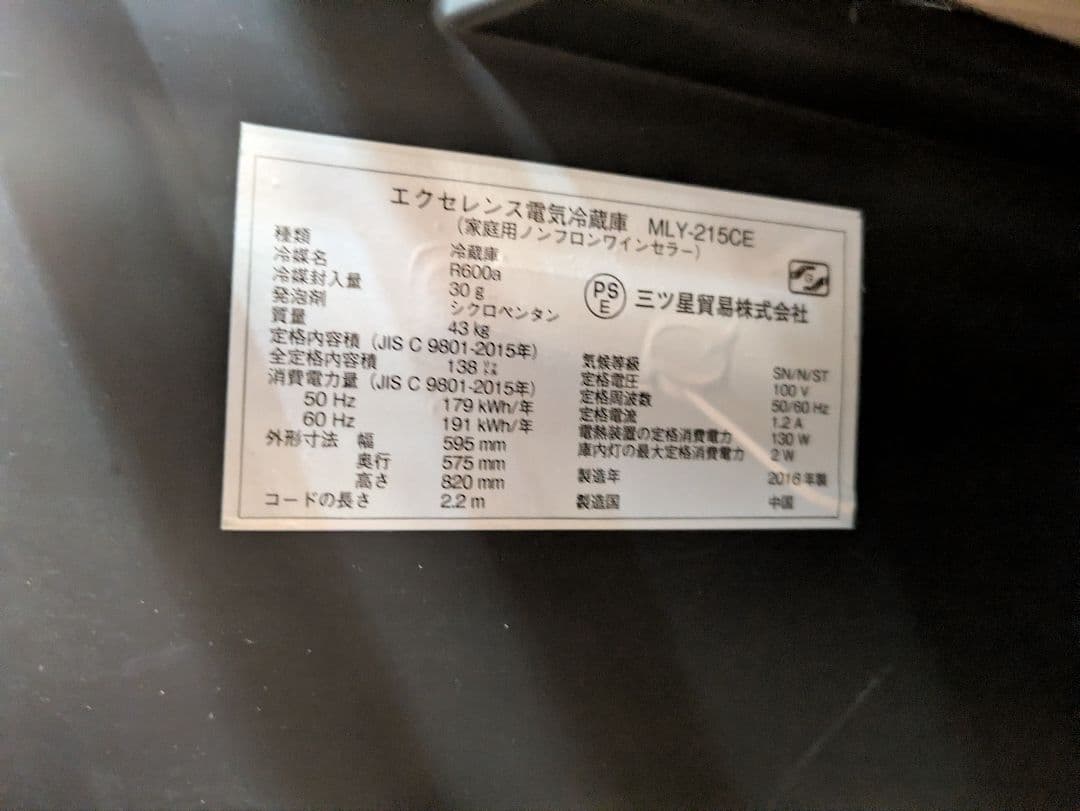 エクセレンス電気冷蔵庫 MLY-215CE
(家庭用ノンフロンワインセラー)
種類 冷蔵庫
冷媒名 R600a
冷媒封入量 30 g
発泡剤 シクロペンタン
質量 43 kg
定格内容積 (JIS C 9801-2015年)
全定格内容積 138 ㍑
消費電力量 (JIS C 9801-2015年)
50 Hz 179 kWh/年
60 Hz 191 kWh/年
外形寸法 幅 595 mm
奥行 575 mm
高さ 820 mm
コードの長さ 2.2 m
PS
E
三ツ星貿易株式会社
気候等級 SN/N/ST
定格電圧 100 V
定格周波数 50/60 Hz
定格電流 1.2 A
電熱装置の定格消費電力 130 W
庫内灯の最大定格消費電力 2 W
製造年 2016 年製
製造国 中国